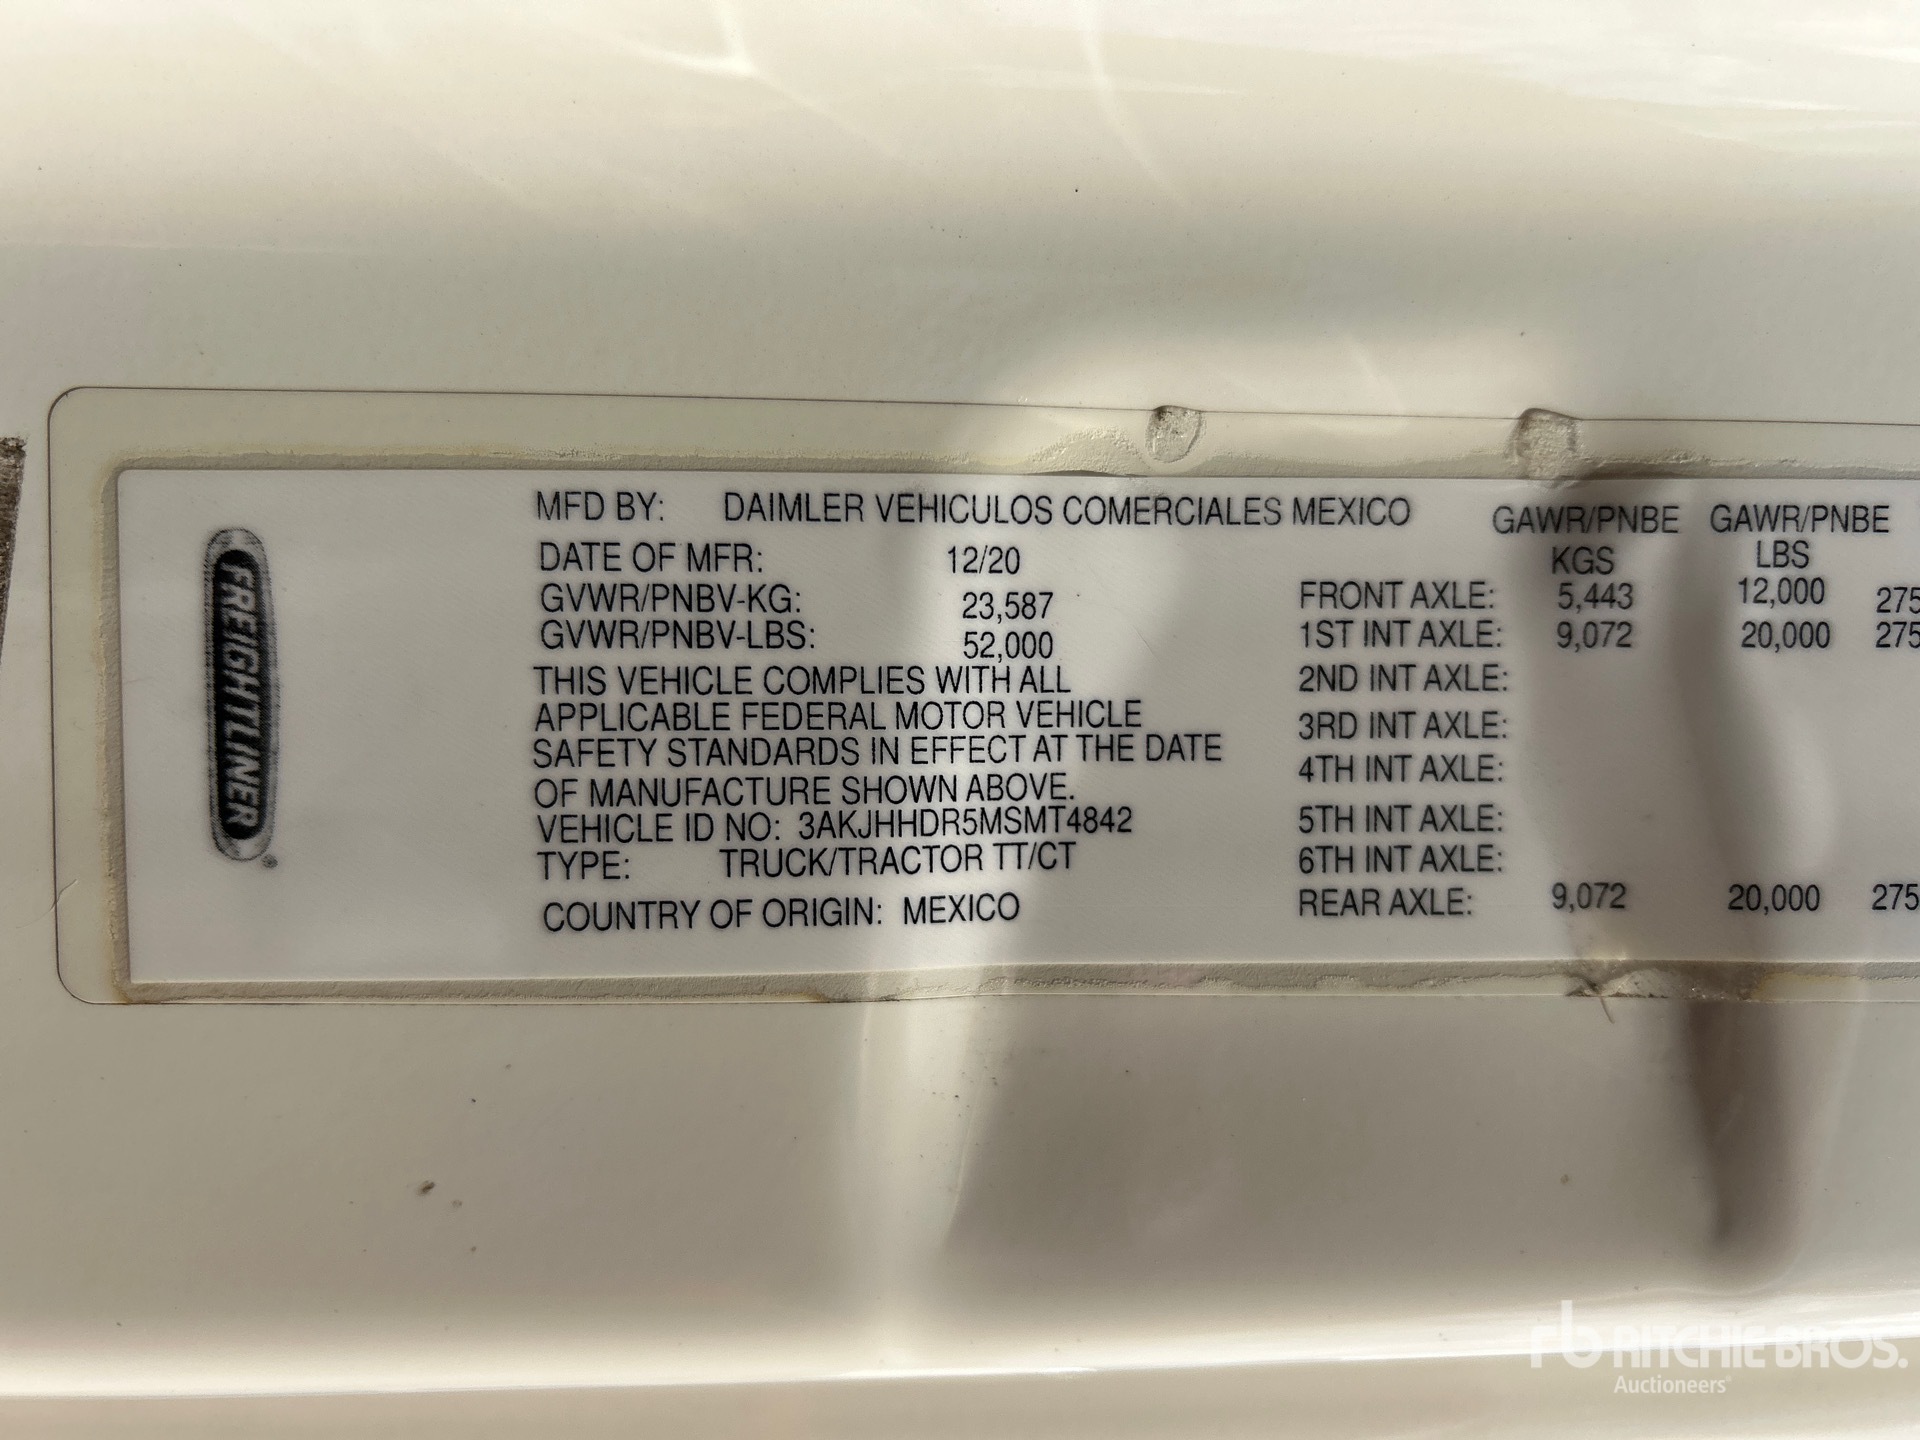 FREIGHTLINER®
MFD BY: DAIMLER VEHICULOS COMERCIALES MEXICO
DATE OF MFR: 12/20
GVWR/PNBV-KG: 23,587
GVWR/PNBV-LBS: 52,000
THIS VEHICLE COMPLIES WITH ALL
APPLICABLE FEDERAL MOTOR VEHICLE
SAFETY STANDARDS IN EFFECT AT THE DATE
OF MANUFACTURE SHOWN ABOVE.
VEHICLE ID NO: 3AKJHHDR5MSMT4842
TYPE: TRUCK/TRACTOR TT/CT
COUNTRY OF ORIGIN: MEXICO
GAWR/PNBE GAWR/PNBE
KGS LBS
FRONT AXLE: 5,443 12,000 275
1ST INT AXLE: 9,072 20,000 275
2ND INT AXLE:
3RD INT AXLE:
4TH INT AXLE:
5TH INT AXLE:
6TH INT AXLE:
REAR AXLE: 9,072 20,000 275
rb RITCHIE BROS.
Auctioneers